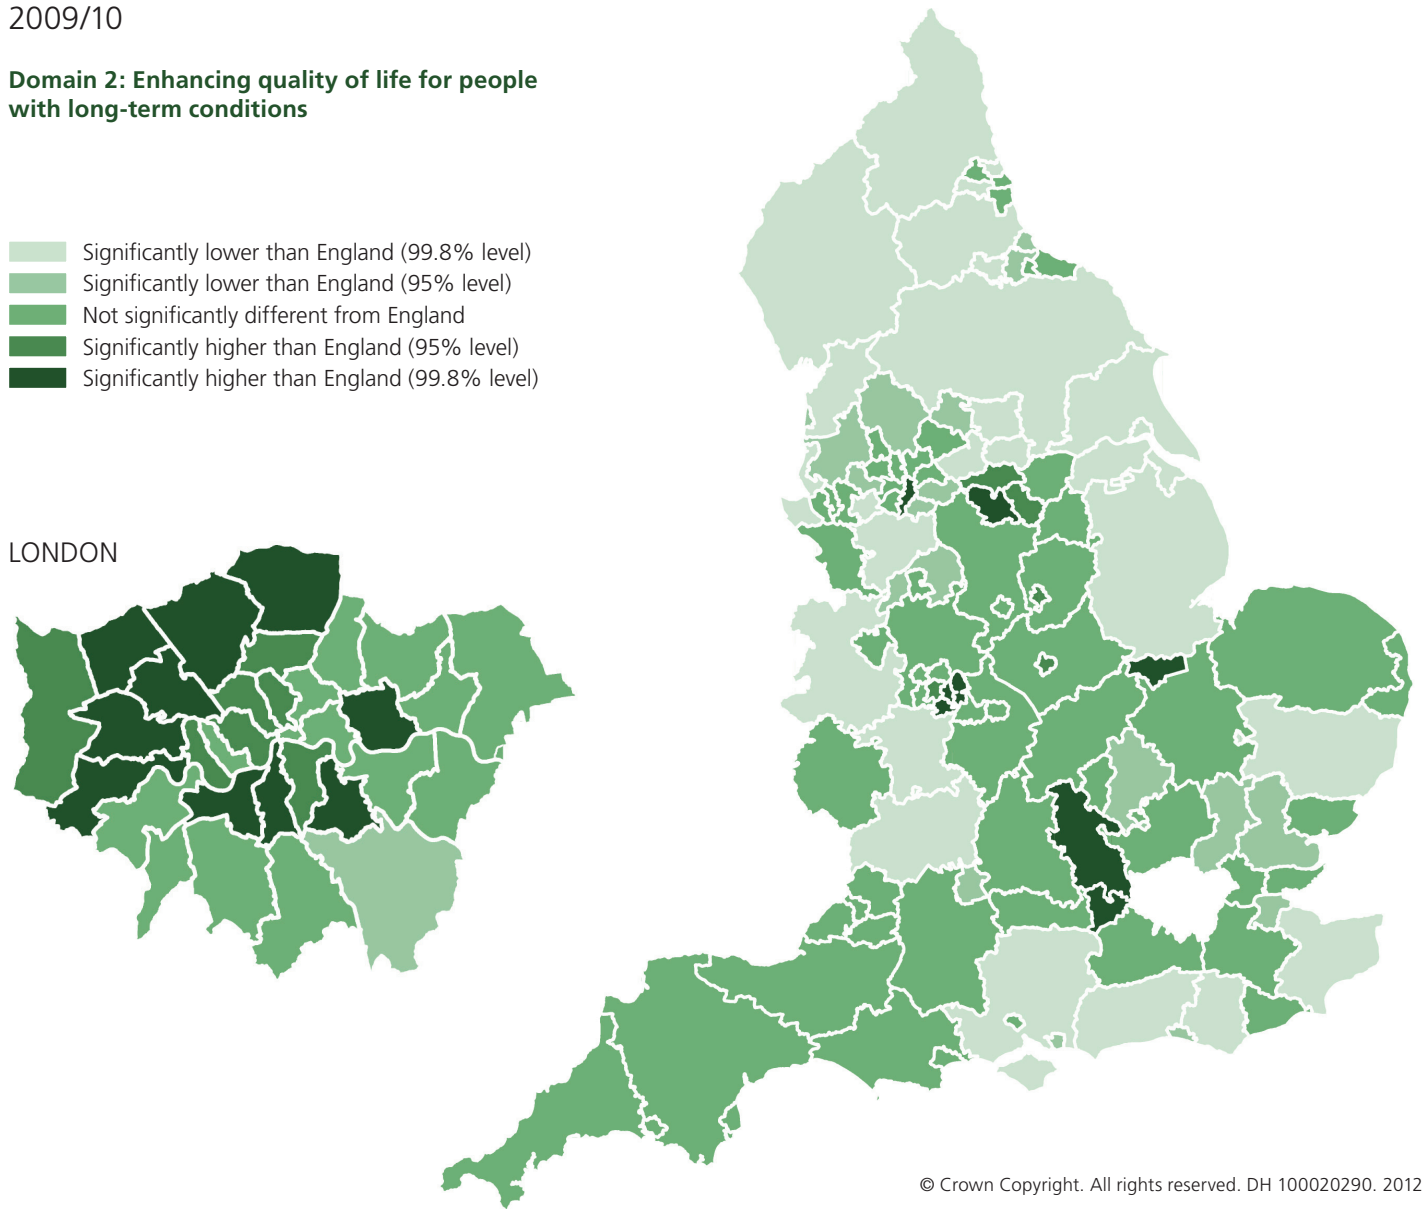 2009/10
Domain 2: Enhancing quality of life for people
with long-term conditions
Significantly lower than England (99.8% level)
Significantly lower than England (95% level)
Not significantly different from England
Significantly higher than England (95% level)
Significantly higher than England (99.8% level)
LONDON
© Crown Copyright. All rights reserved. DH 100020290. 2012